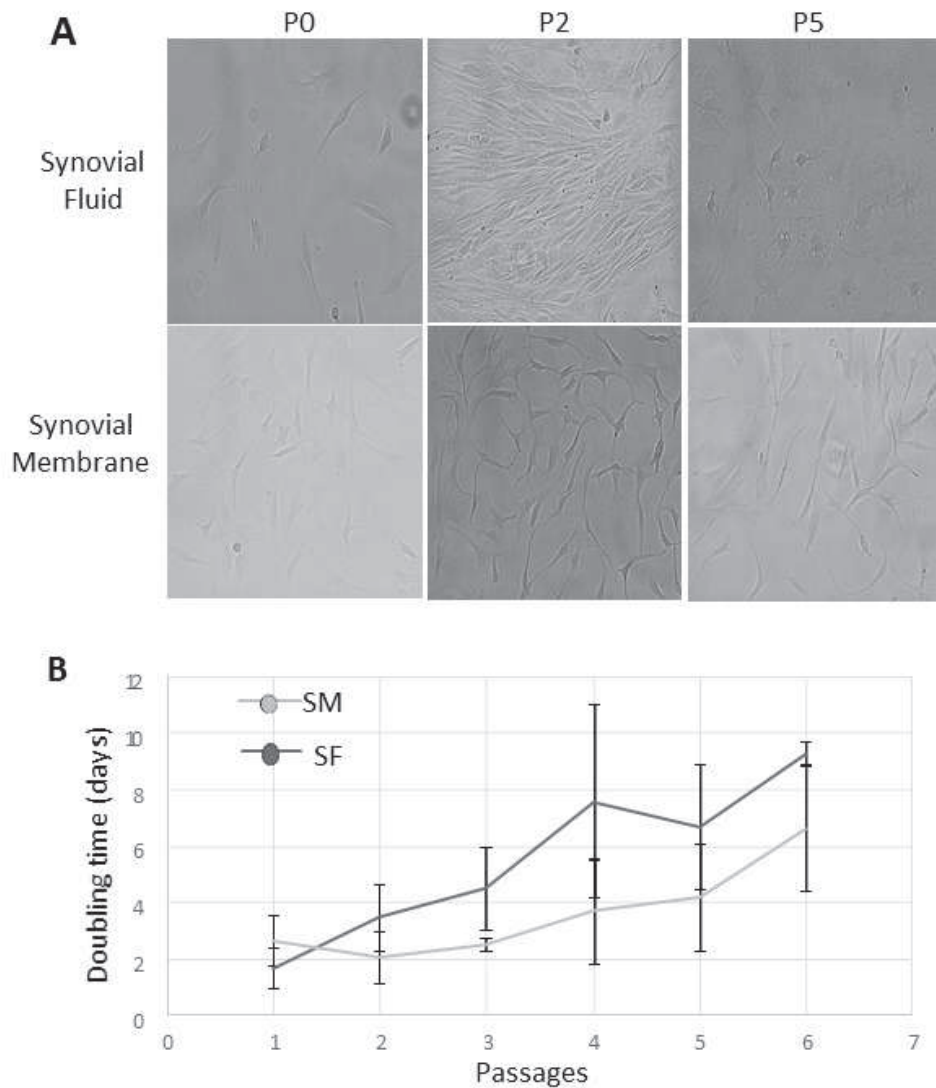 A
P0 P2 P5
Synovial
Fluid
Synovial
Membrane
B
12
SM
10
SF
8
6
4
2
0
Doubling time (days)
0 1 2 3 4 5 6 7
Passages